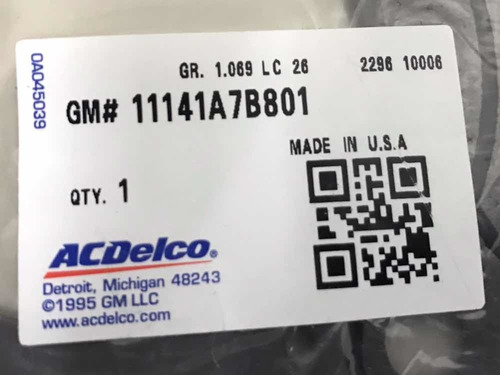 0A045039
GR. 1.069 LC 26 2296 10006
GM# 11141A7B801
MADE IN U.S.A
QTY. 1
ACDelco®
Detroit, Michigan 48243
©1995 GM LLC
www.acdelco.com